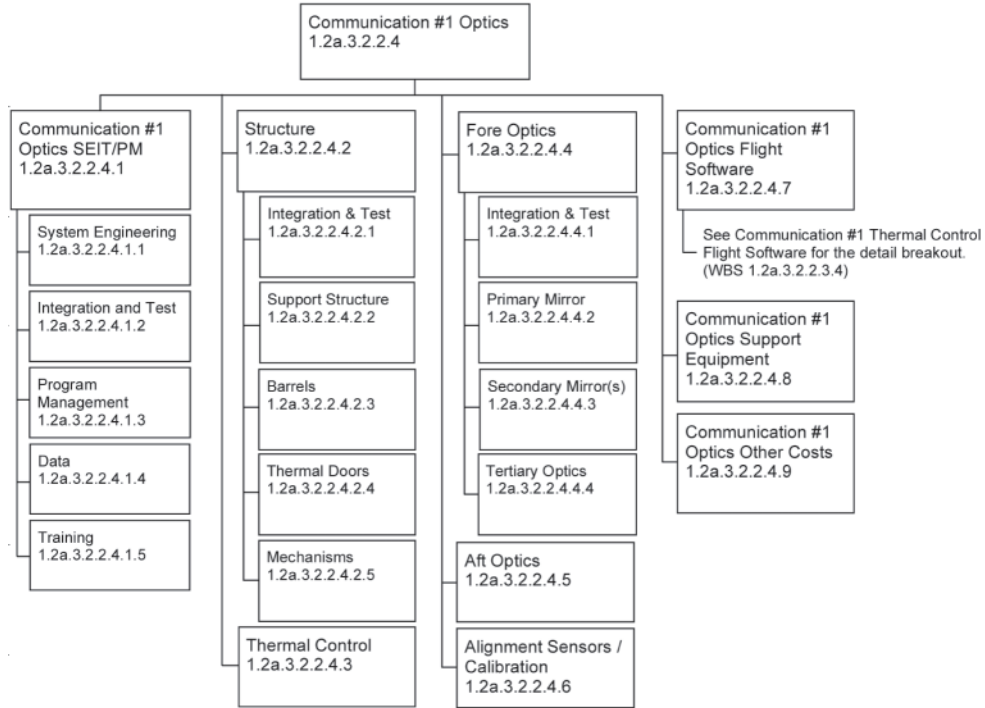 Communication #1 Optics
1.2a.3.2.2.4
Communication #1
Optics SEIT/PM
1.2a.3.2.2.4.1
System Engineering
1.2a.3.2.2.4.1.1
Integration and Test
1.2a.3.2.2.4.1.2
Program
Management
1.2a.3.2.2.4.1.3
Data
1.2a.3.2.2.4.1.4
Training
1.2a.3.2.2.4.1.5
Structure
1.2a.3.2.2.4.2
Integration & Test
1.2a.3.2.2.4.2.1
Support Structure
1.2a.3.2.2.4.2.2
Barrels
1.2a.3.2.2.4.2.3
Thermal Doors
1.2a.3.2.2.4.2.4
Mechanisms
1.2a.3.2.2.4.2.5
Thermal Control
1.2a.3.2.2.4.3
Fore Optics
1.2a.3.2.2.4.4
Integration & Test
1.2a.3.2.2.4.4.1
Primary Mirror
1.2a.3.2.2.4.4.2
Secondary Mirror(s)
1.2a.3.2.2.4.4.3
Tertiary Optics
1.2a.3.2.2.4.4.4
Aft Optics
1.2a.3.2.2.4.5
Alignment Sensors /
Calibration
1.2a.3.2.2.4.6
Communication #1
Optics Flight
Software
1.2a.3.2.2.4.7
See Communication #1 Thermal Control
Flight Software for the detail breakout.
(WBS 1.2a.3.2.2.3.4)
Communication #1
Optics Support
Equipment
1.2a.3.2.2.4.8
Communication #1
Optics Other Costs
1.2a.3.2.2.4.9